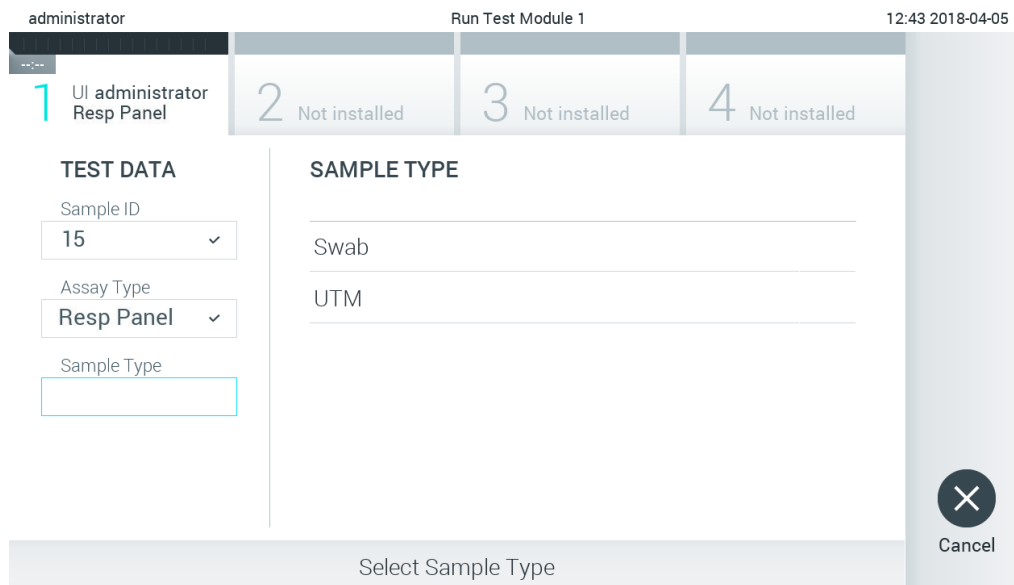 administrator
Run Test Module 1
12:43 2018-04-05
--:--
1 UI administrator
Resp Panel
2 Not installed
3 Not installed
4 Not installed
TEST DATA
Sample ID
15
Assay Type
Resp Panel
Sample Type
SAMPLE TYPE
Swab
UTM
Cancel
Select Sample Type